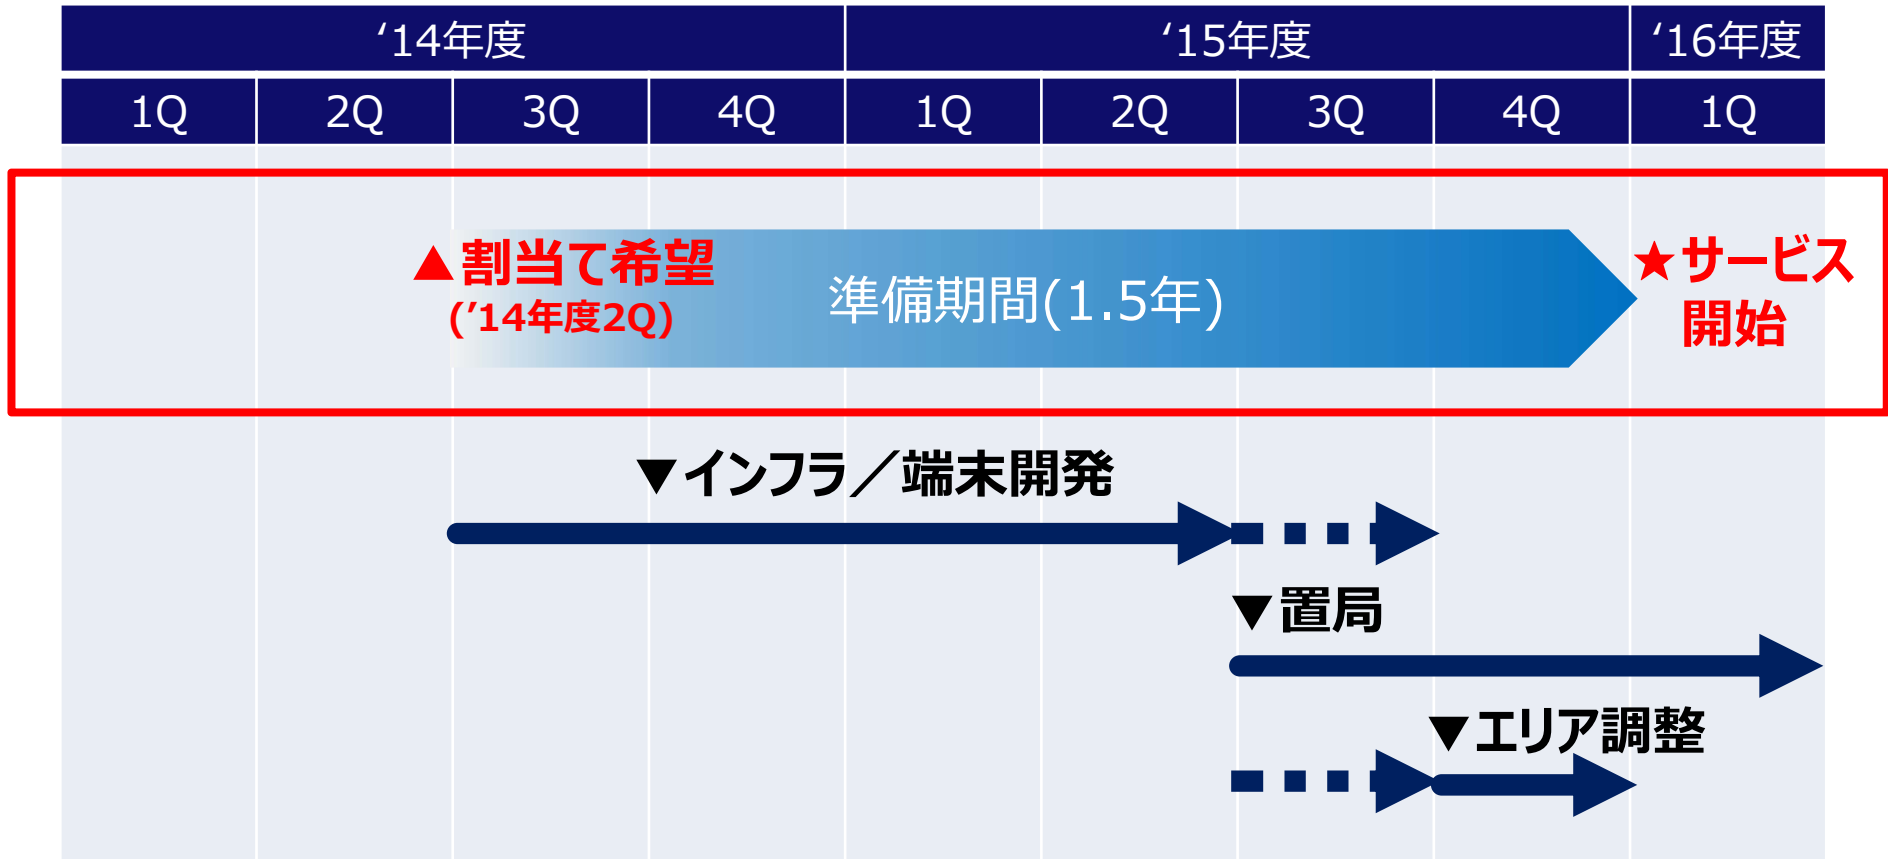 ‘14年度 ‘15年度 ‘16年度
1Q 2Q 3Q 4Q 1Q 2Q 3Q 4Q 1Q
▲割当て希望
(’14年度2Q)
準備期間(1.5年)
★サービス
開始
▼インフラ／端末開発
▼置局
▼エリア調整